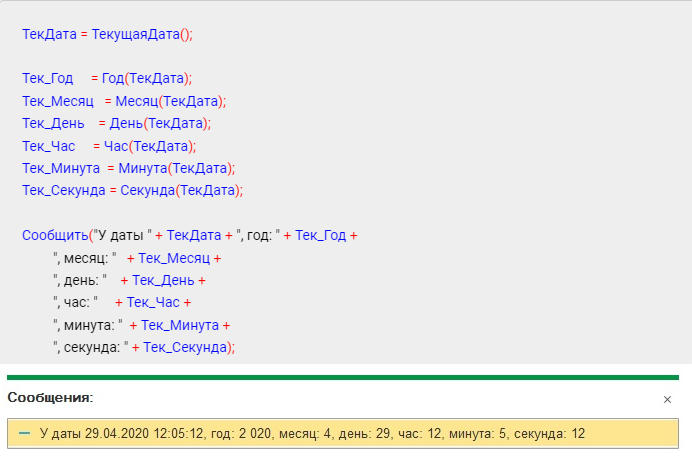 ТекДата = ТекущаяДата();
Тек_Год = Год(ТекДата);
Тек_Месяц = Месяц(ТекДата);
Тек_День = День(ТекДата);
Тек_Час = Час(ТекДата);
Тек_Минута = Минута(ТекДата);
Тек_Секунда = Секунда(ТекДата);
Сообщить("У даты " + ТекДата + ", год: " + Тек_Год +
", месяц: " + Тек_Месяц +
", день: " + Тек_День +
", час: " + Тек_Час +
", минута: " + Тек_Минута +
", секунда: " + Тек_Секунда);
Сообщения:
У даты 29.04.2020 12:05:12, год: 2 020, месяц: 4, день: 29, час: 12, минута: 5, секунда: 12